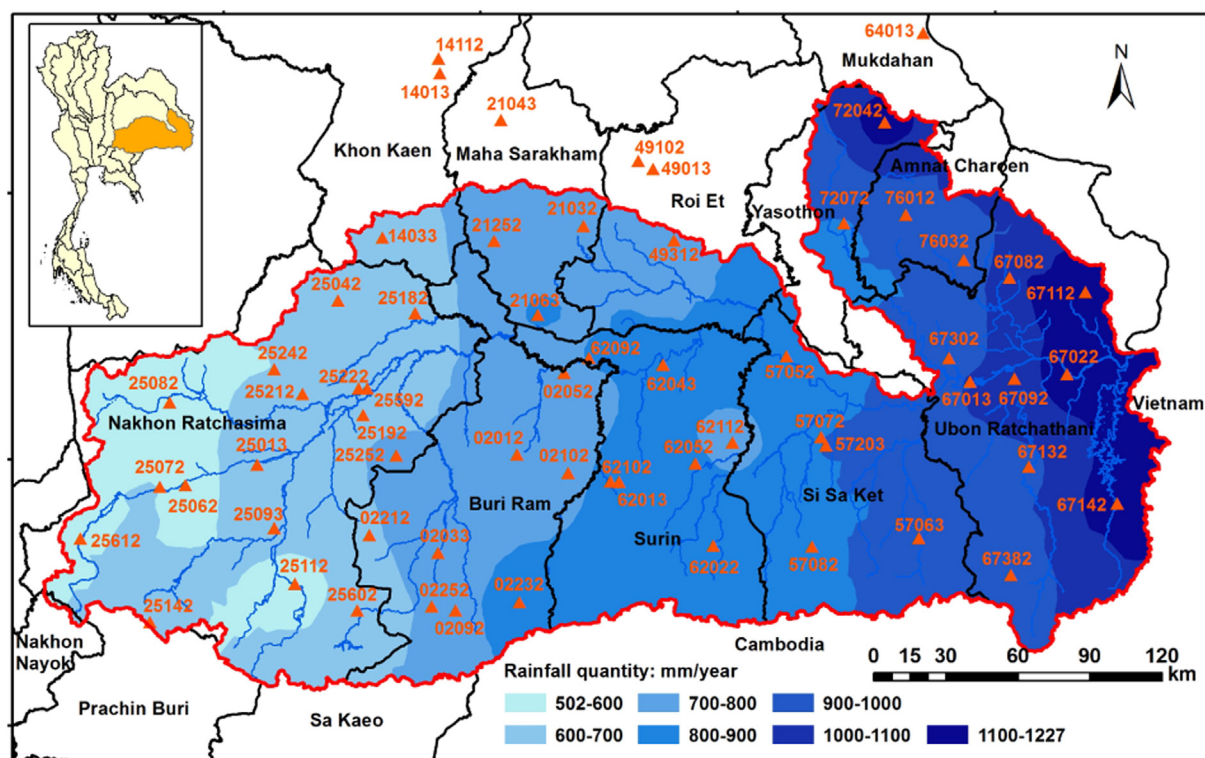 64013
14112
Mukdahan
N
14013
21043
72042
49102
Khon Kaen
Maha Sarakham
49013
Amnat Charoen
Roi Et
72072
76012
Yasothon
21252
21032
14033
49312
76032
67082
25042
25182
21063
67112
67302
62092
25242
25222
02052
62043
57052
67022
25082
25212
25592
67013
67092
Vietnam
Nakhon Ratchasima
25192
02012
62112
57072
Ubon Ratchathani
25013
25252
02102
62052
57203
67132
25072
62102
25062
62013
Buri Ram
Si Sa Ket
67142
25093
02212
Surin
57063
25612
02033
25112
62022
57082
67382
25602
02252
02232
25142
02092
Nakhon
Nayok
Cambodia
0 15 30 60 90 120
km
Rainfall quantity: mm/year
Prachin Buri
Sa Kaeo
502-600 700-800 900-1000
600-700 800-900 1000-1100 1100-1227